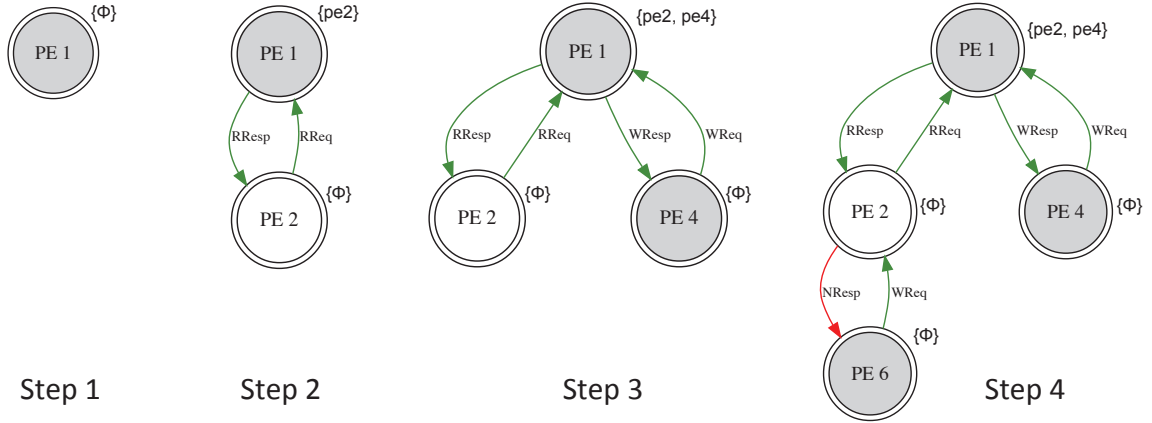 {Φ}
PE 1
Step 1
{pe2}
PE 1
RResp
RReq
{Φ}
PE 2
Step 2
{pe2, pe4}
PE 1
RResp
RReq
WResp
WReq
{Φ}
PE 2
{Φ}
PE 4
Step 3
{pe2, pe4}
PE 1
RResp
RReq
WResp
WReq
PE 2
{Φ}
PE 4
{Φ}
NResp
WReq
{Φ}
PE 6
Step 4